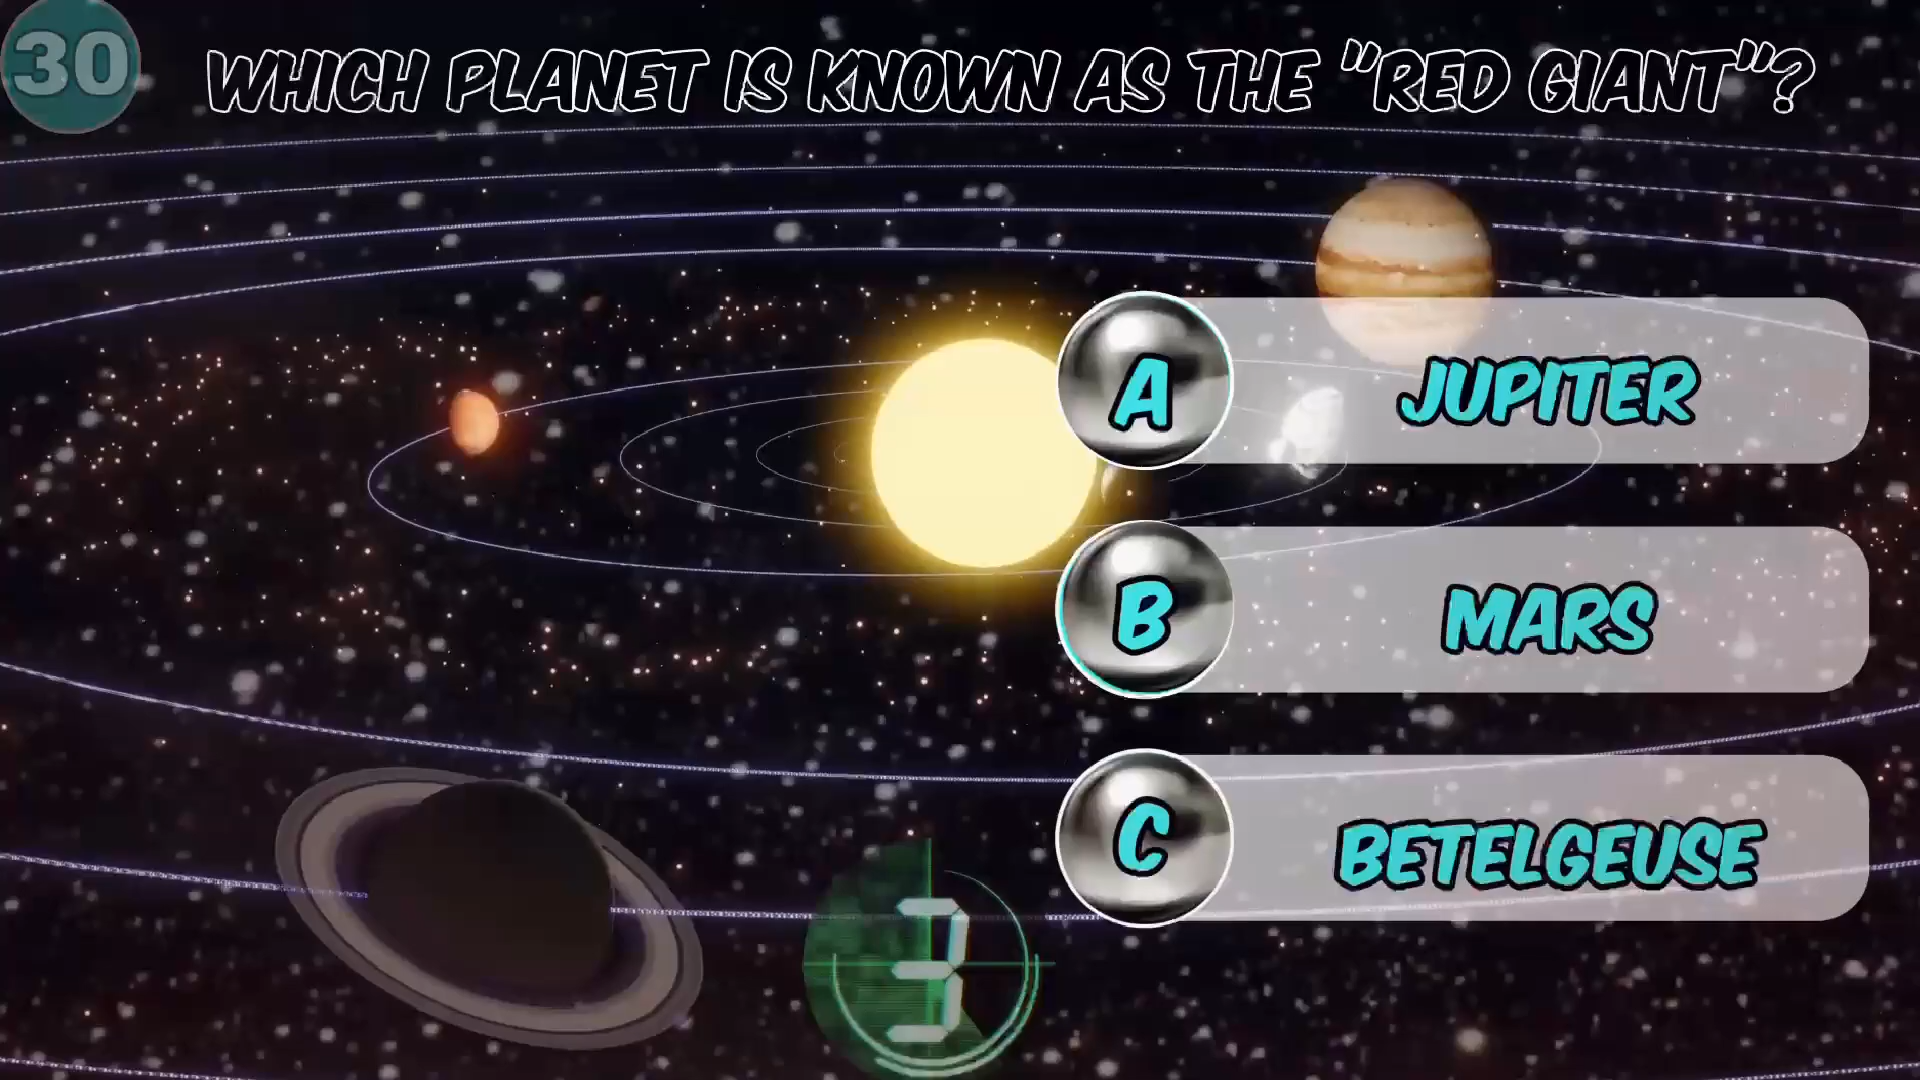 30
WHICH PLANET IS KNOWN AS THE "RED GIANT"?
A JUPITER
B MARS
C BETELGEUSE
3